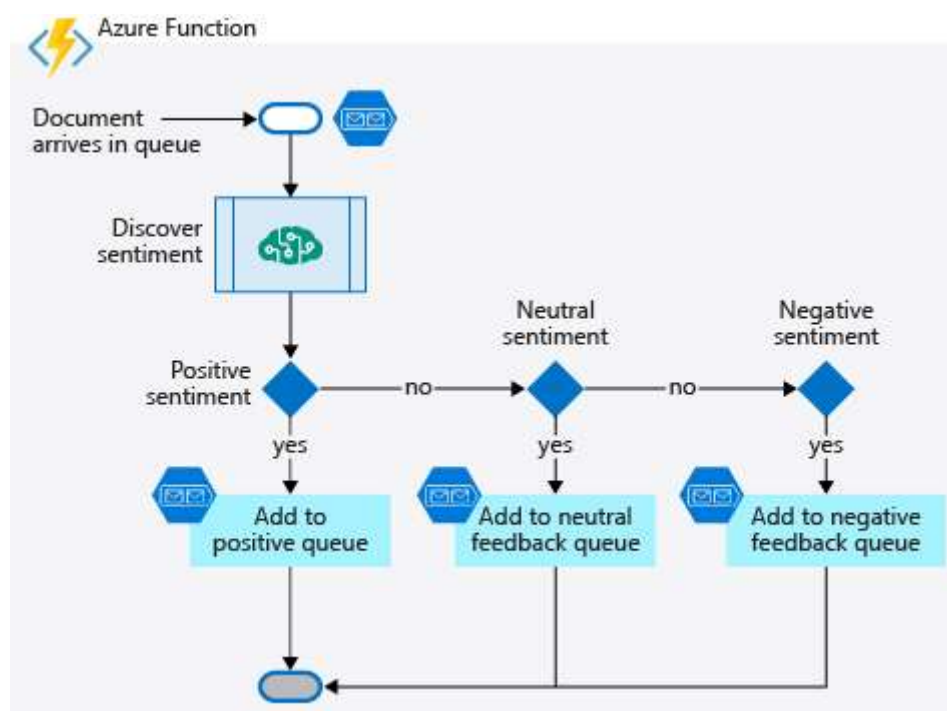 Azure Function
Document
arrives in queue
Discover
sentiment
Neutral
sentiment
Negative
sentiment
Positive
sentiment
no
no
yes
yes
yes
Add to
positive queue
Add to neutral
feedback queue
Add to negative
feedback queue